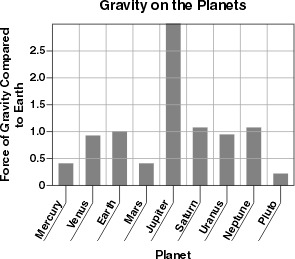 Gravity on the Planets
Force of Gravity Compared
to Earth
2.5
2.0
1.5
1.0
0.5
0
Mercury
Venus
Earth
Mars
Jupiter
Saturn
Uranus
Neptune
Pluto
Planet